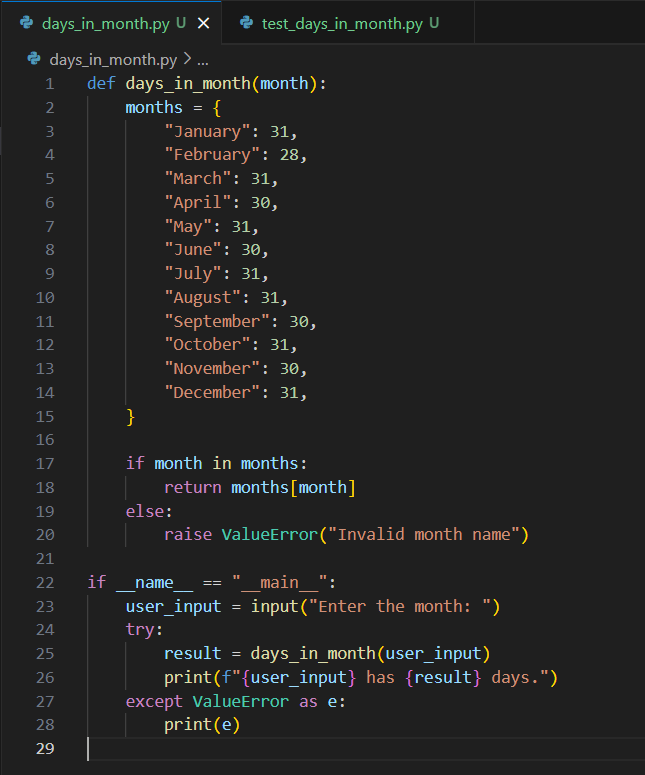 days_in_month.py U ×
test_days_in_month.py U
days_in_month.py > ...
1 def days_in_month(month):
2     months = {
3         "January": 31,
4         "February": 28,
5         "March": 31,
6         "April": 30,
7         "May": 31,
8         "June": 30,
9         "July": 31,
10         "August": 31,
11         "September": 30,
12         "October": 31,
13         "November": 30,
14         "December": 31,
15     }
16
17     if month in months:
18         return months[month]
19     else:
20         raise ValueError("Invalid month name")
21
22 if __name__ == "__main__":
23     user_input = input("Enter the month: ")
24     try:
25         result = days_in_month(user_input)
26         print(f"{user_input} has {result} days.")
27     except ValueError as e:
28         print(e)
29